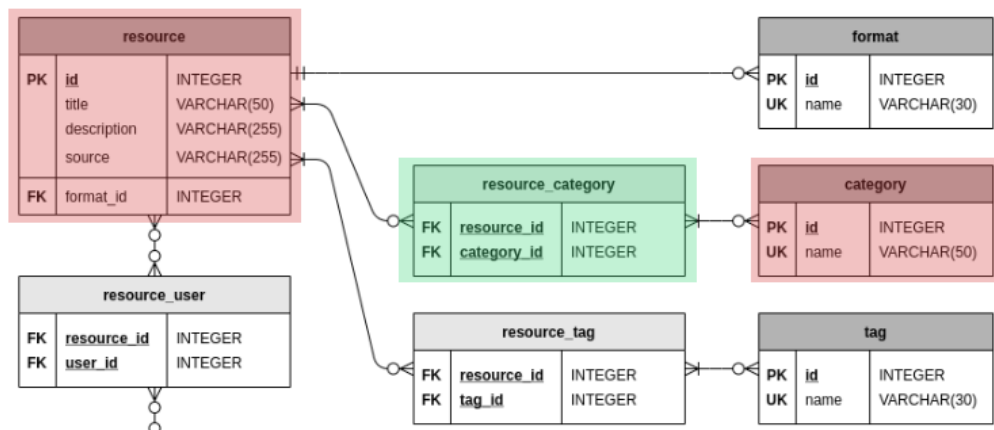 resource
PK id INTEGER
title VARCHAR(50)
description VARCHAR(255)
source VARCHAR(255)
FK format_id INTEGER
format
PK id INTEGER
UK name VARCHAR(30)
resource_category
FK resource_id INTEGER
FK category_id INTEGER
category
PK id INTEGER
UK name VARCHAR(50)
resource_user
FK resource_id INTEGER
FK user_id INTEGER
resource_tag
FK resource_id INTEGER
FK tag_id INTEGER
tag
PK id INTEGER
UK name VARCHAR(30)